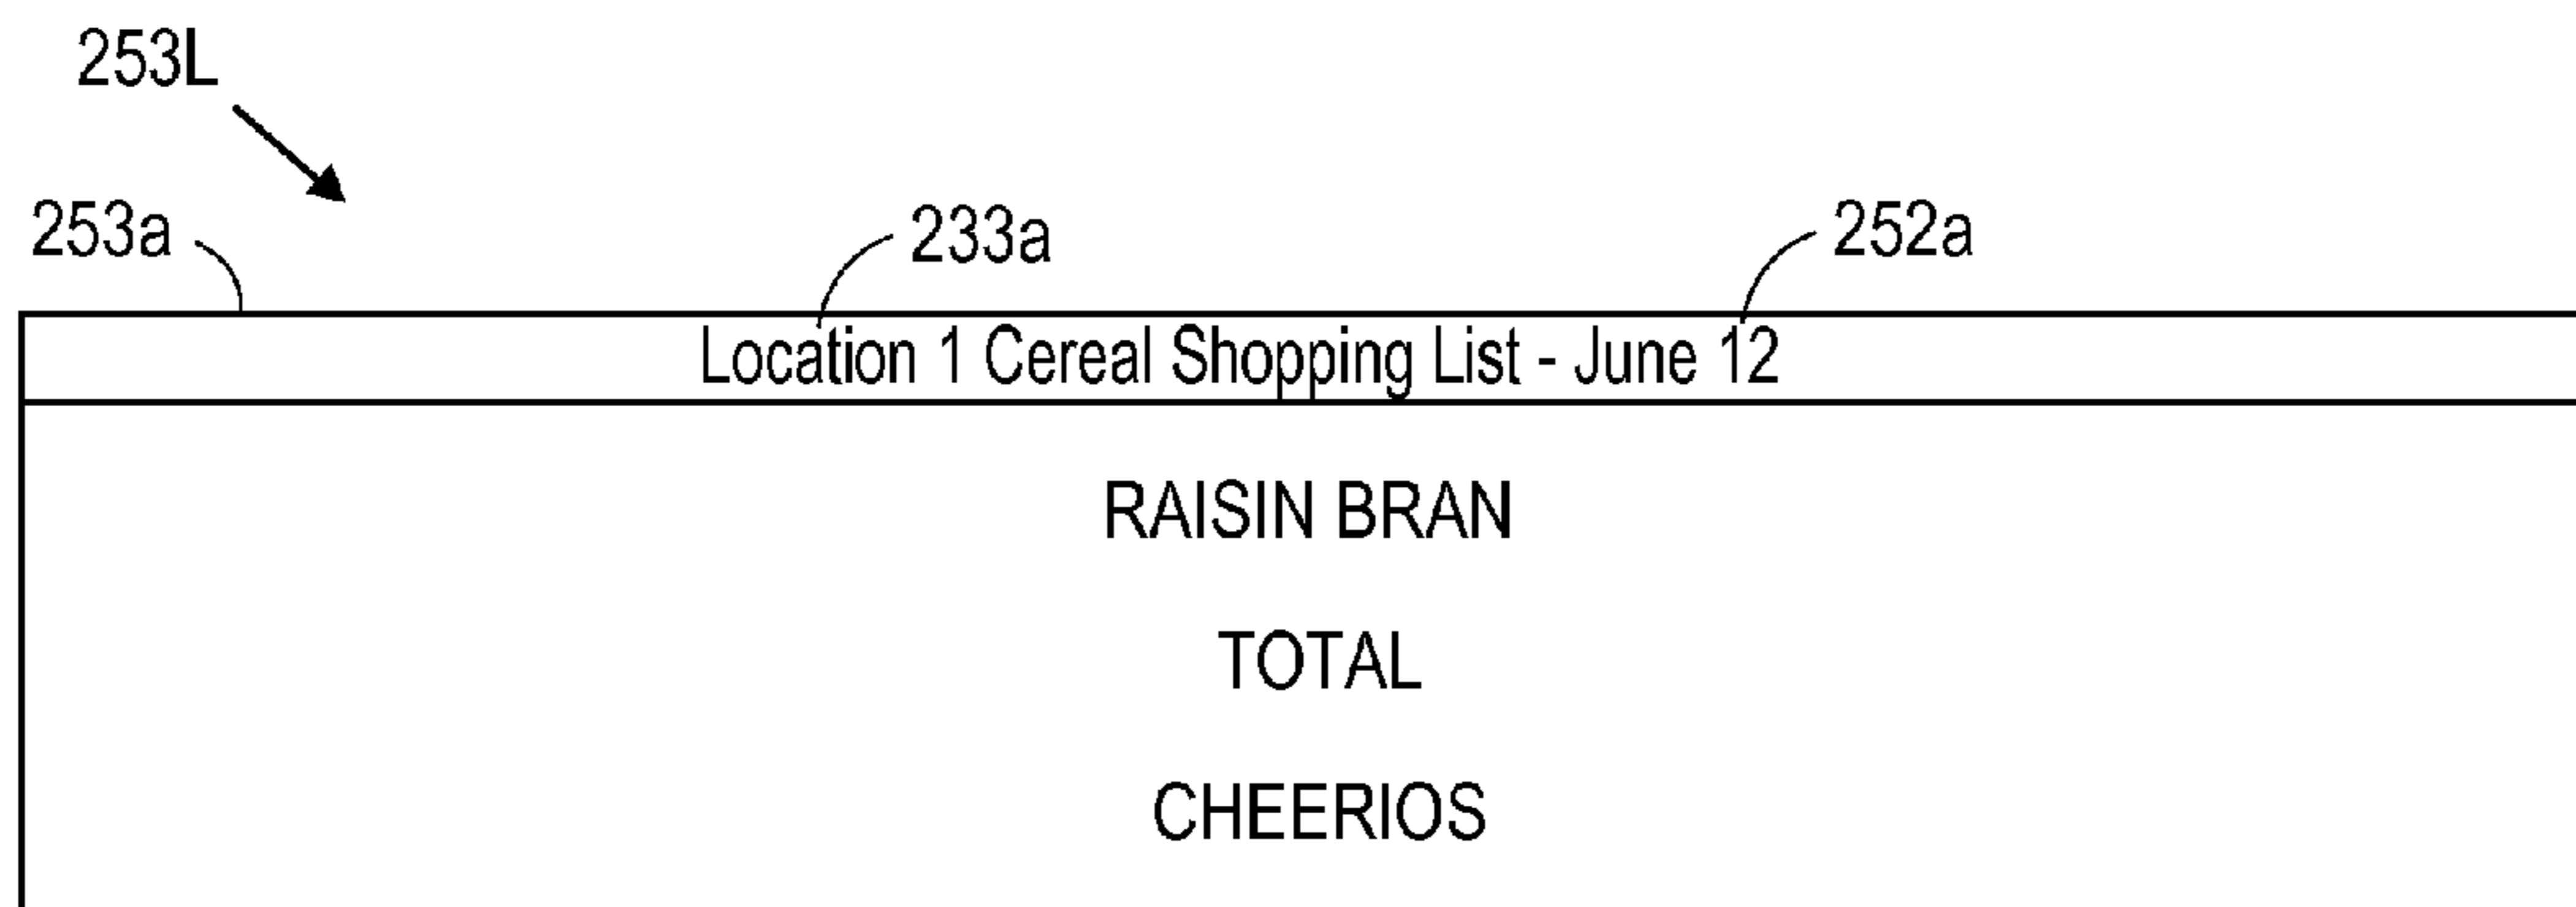 253L
253a
233a
252a
Location 1 Cereal Shopping List - June 12
RAISIN BRAN
TOTAL
CHEERIOS